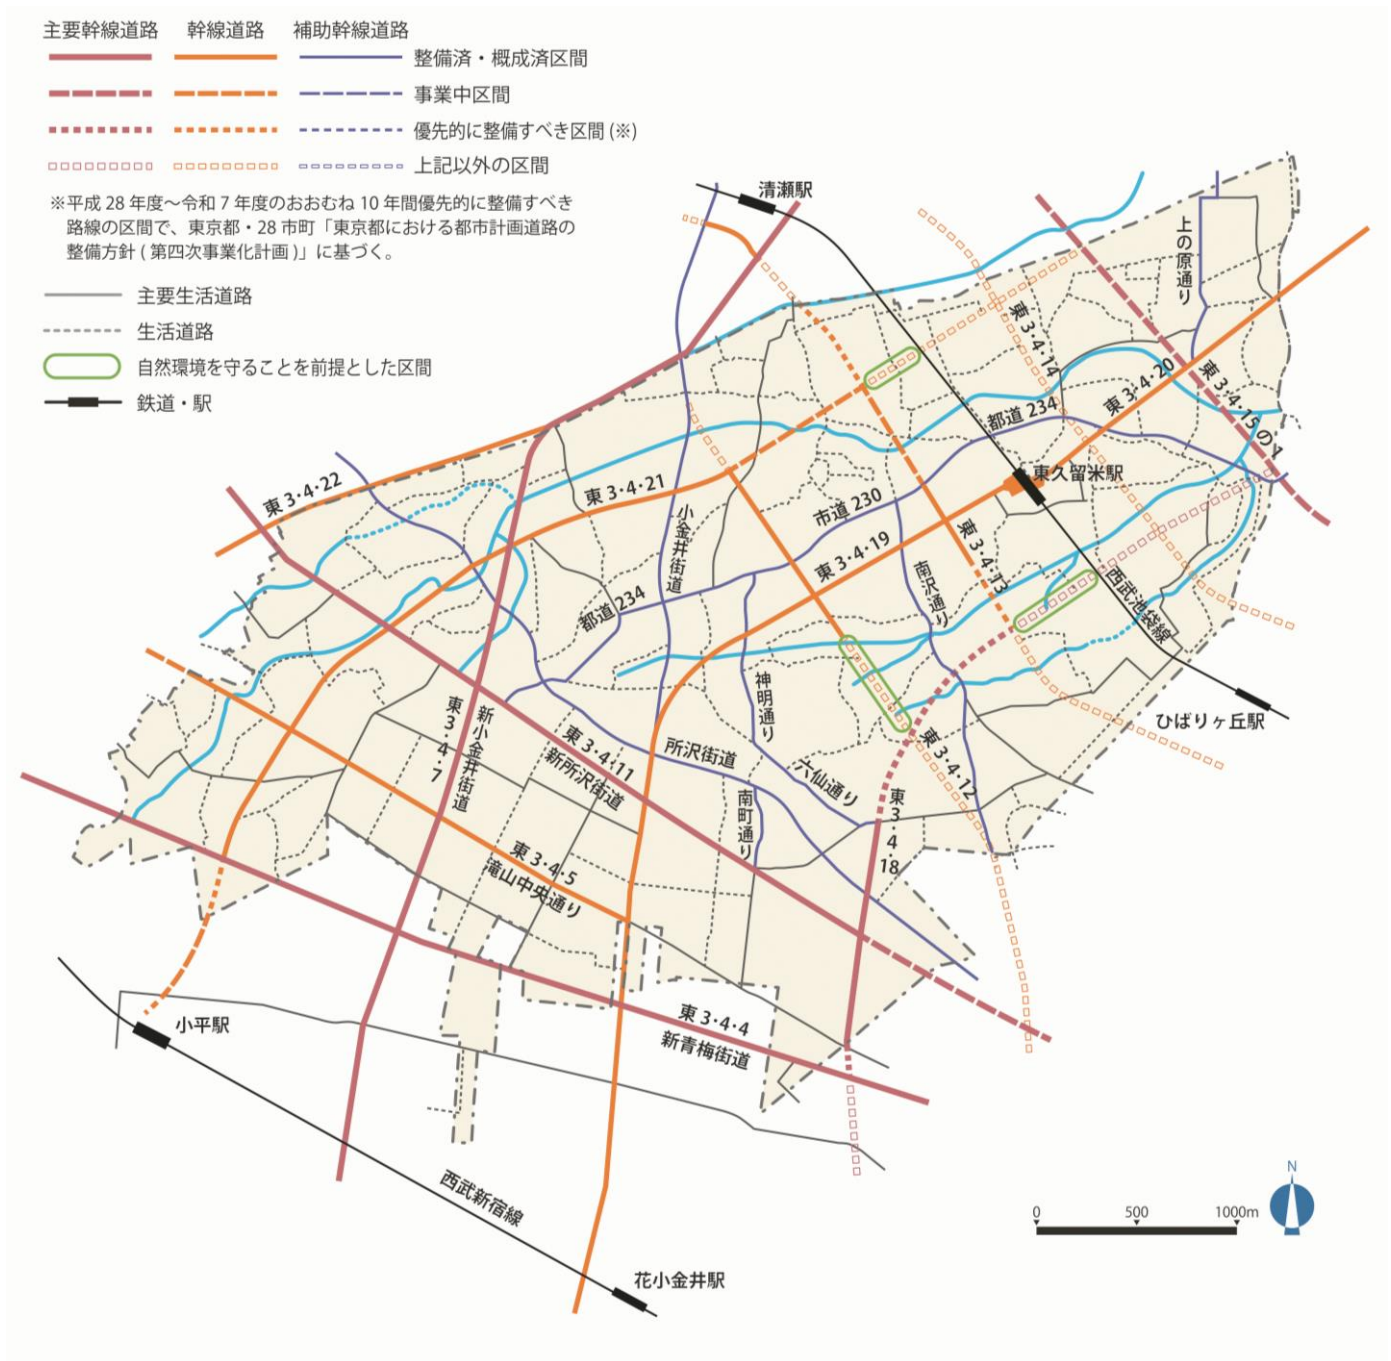 主要幹線道路 幹線道路 補助幹線道路
整備済・概成済区間
事業中区間
優先的に整備すべき区間(※)
上記以外の区間
※平成 28 年度～令和 7 年度のおおむね 10 年間優先的に整備すべき
路線の区間で、東京都・28 市町「東京都における都市計画道路の
整備方針(第四次事業化計画)」に基づく。
主要生活道路
生活道路
自然環境を守ることを前提とした区間
鉄道・駅
清瀬駅
上の原通り
東3・4・14
東3・4・20
東3・4・15の1
都道234
東久留米駅
東3・4・22
東3・4・21
小金井街道
市道230
東3・4・19
東3・4・13
南沢通り
西武池袋線
都道234
ひばりヶ丘駅
神明通り
東3・4・7
新小金井街道
東3・4・11
新所沢街道
所沢街道
六仙通り
東3・4・12
南町通り
東3・4・18
東3・4・5
滝山中央通り
小平駅
東3・4・4
新青梅街道
西武新宿線
花小金井駅
N
0 500 1000m